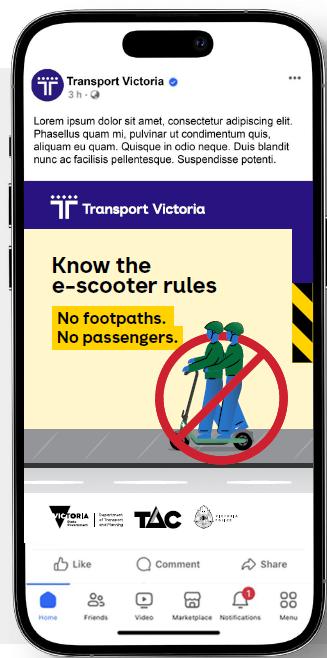 Transport Victoria
3 h ·
Lorem ipsum dolor sit amet, consectetur adipiscing elit.
Phasellus quam mi, pulvinar ut condimentum quis,
aliquam eu quam. Quisque in odio neque. Duis blandit
nunc ac facilisis pellentesque. Suspendisse potenti.
Transport Victoria
Know the
e-scooter rules
No footpaths.
No passengers.
VICTORIA
State
Government
Department
of Transport
and Planning
TAC
VICTORIA
POLICE
Like
Comment
Share
1
Home
Friends
Video
Marketplace
Notifications
Menu